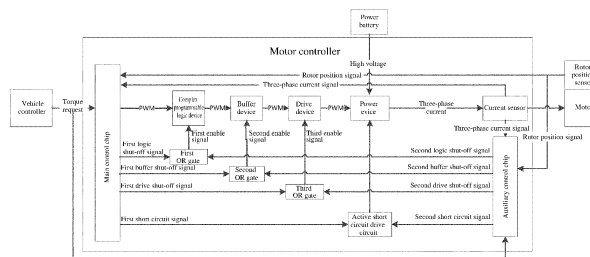 Power
battery
Motor controller
High voltage
Rotor position signal
Three-phase current signal
Rotor
position
sensor
Vehicle
controller
Torque
request
Main control chip
PWM
Complex
programmable
logic device
PWM
Buffer
device
PWM
Drive
device
PWM
Power
evice
Three-phase
current
Current sensor
Motor
First enable
signal
Second enable
signal
Third enable
signal
Three-phase current signal
Rotor position signal
First logic
shut-off signal
First OR gate
Second logic shut-off signal
First buffer shut-off signal
Second
OR gate
Second buffer shut-off signal
First drive shut-off signal
Third
OR gate
Second drive shut-off signal
Auxiliary control chip
First short circuit signal
Active short
circuit drive
circuit
Second short circuit signal